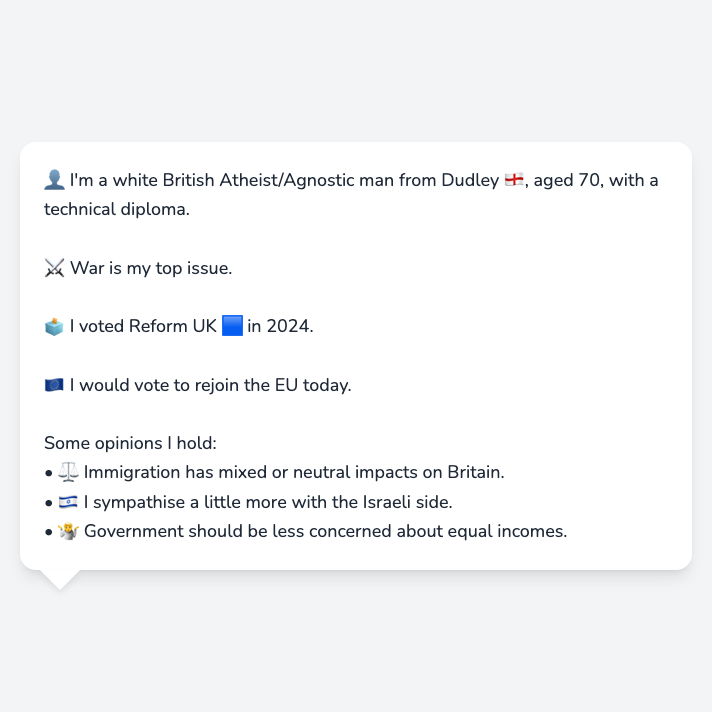 👤 I'm a white British Atheist/Agnostic man from Dudley 🏴󠁧󠁢󠁥󠁮󠁧󠁿, aged 70, with a
technical diploma.
⚔️ War is my top issue.
🗳️ I voted Reform UK 🟦 in 2024.
🇪🇺 I would vote to rejoin the EU today.
Some opinions I hold:
• ⚖️ Immigration has mixed or neutral impacts on Britain.
• 🇮🇱 I sympathise a little more with the Israeli side.
• 🤷 Government should be less concerned about equal incomes.